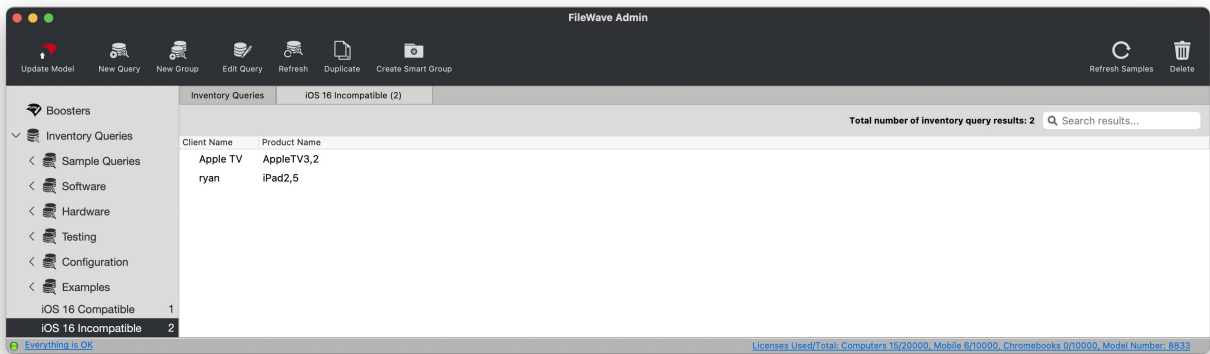 FileWave Admin
Update Model New Query New Group Edit Query Refresh Duplicate Create Smart Group Refresh Samples Delete
Boosters
Inventory Queries
Sample Queries
Software
Hardware
Testing
Configuration
Examples
iOS 16 Compatible 1
iOS 16 Incompatible 2
Inventory Queries iOS 16 Incompatible (2)
Total number of inventory query results: 2 Search results...
Client Name Product Name
Apple TV AppleTV3,2
ryan iPad2,5
Everything is OK Licenses Used/Total: Computers 15/20000, Mobile 6/10000, Chromebooks 0/10000, Model Number: 8833